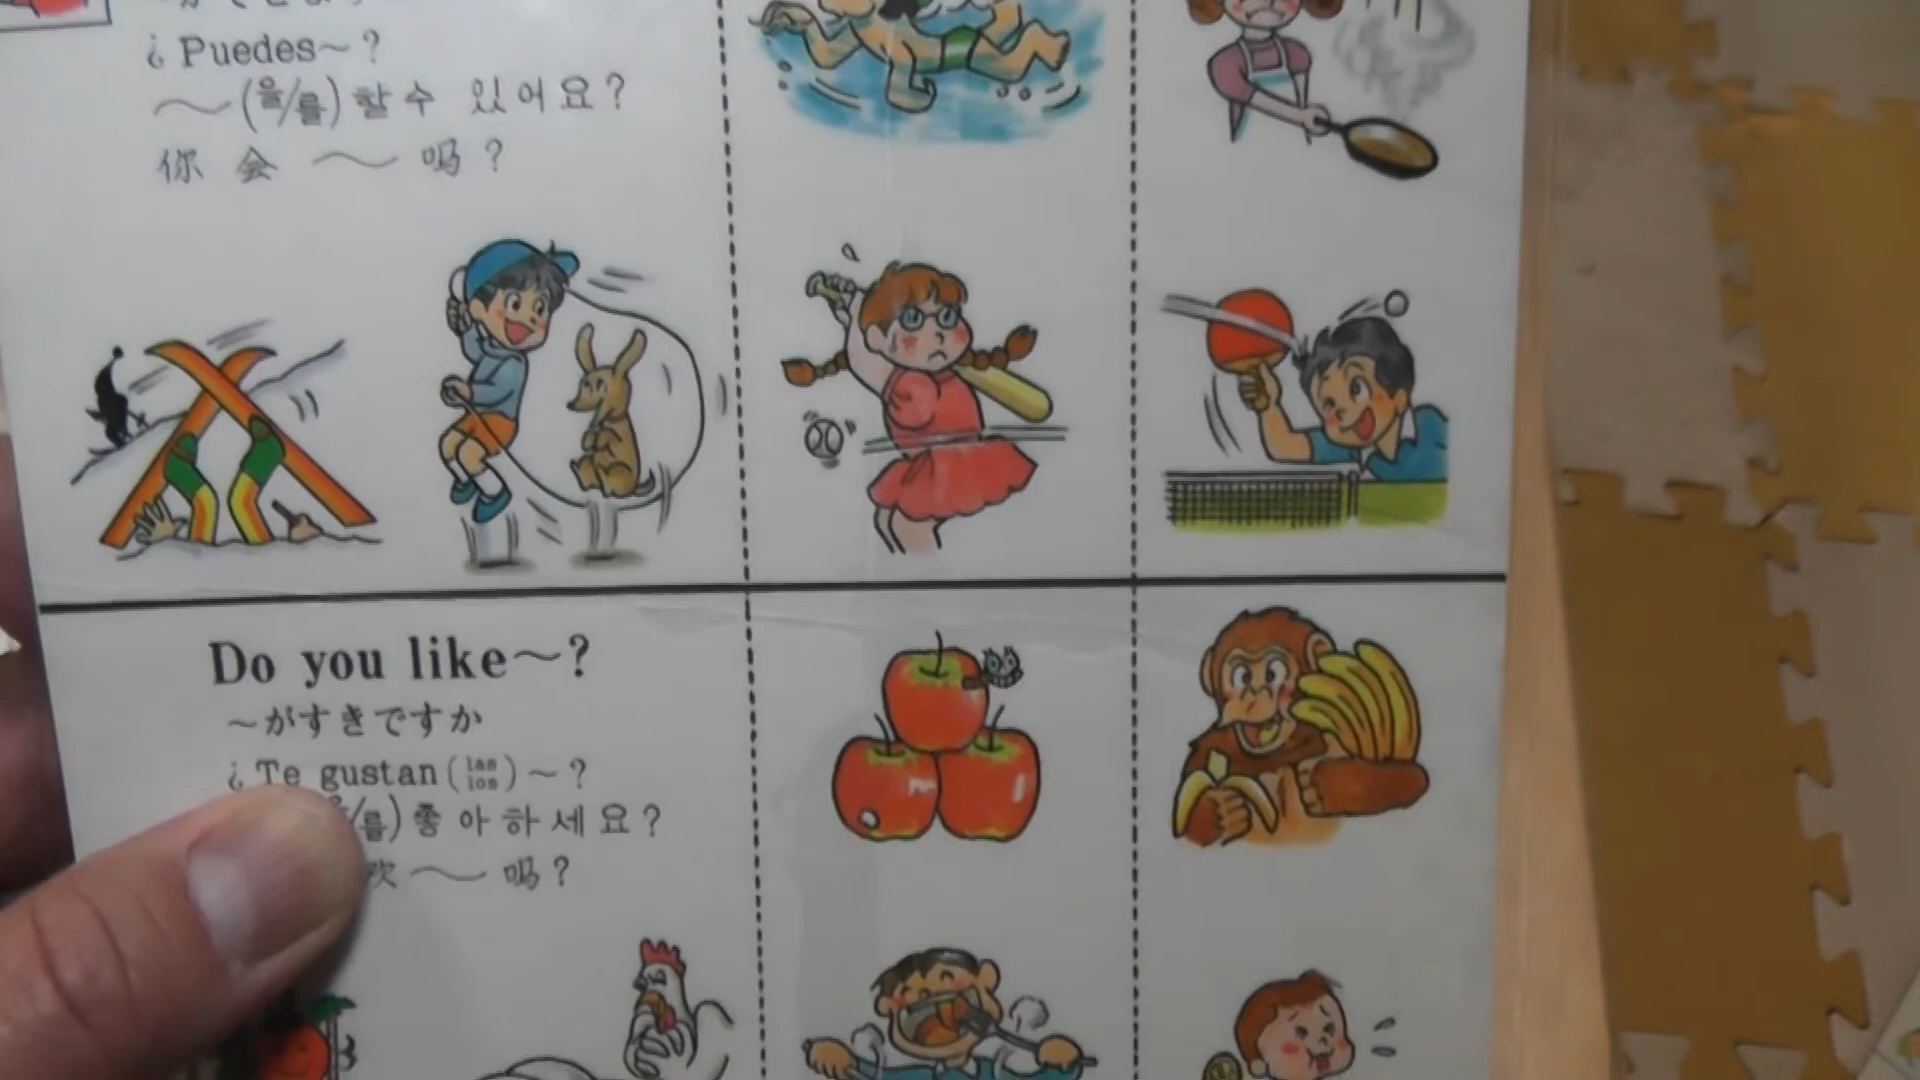 ¿ Puedes～?
～(을/를) 할 수 있어요?
你 会 ～ 吗?
Do you like～?
～がすきですか
¿ Te gustan (las los) ～?
/를) 좋아하세요?
欢 ～ 吗?